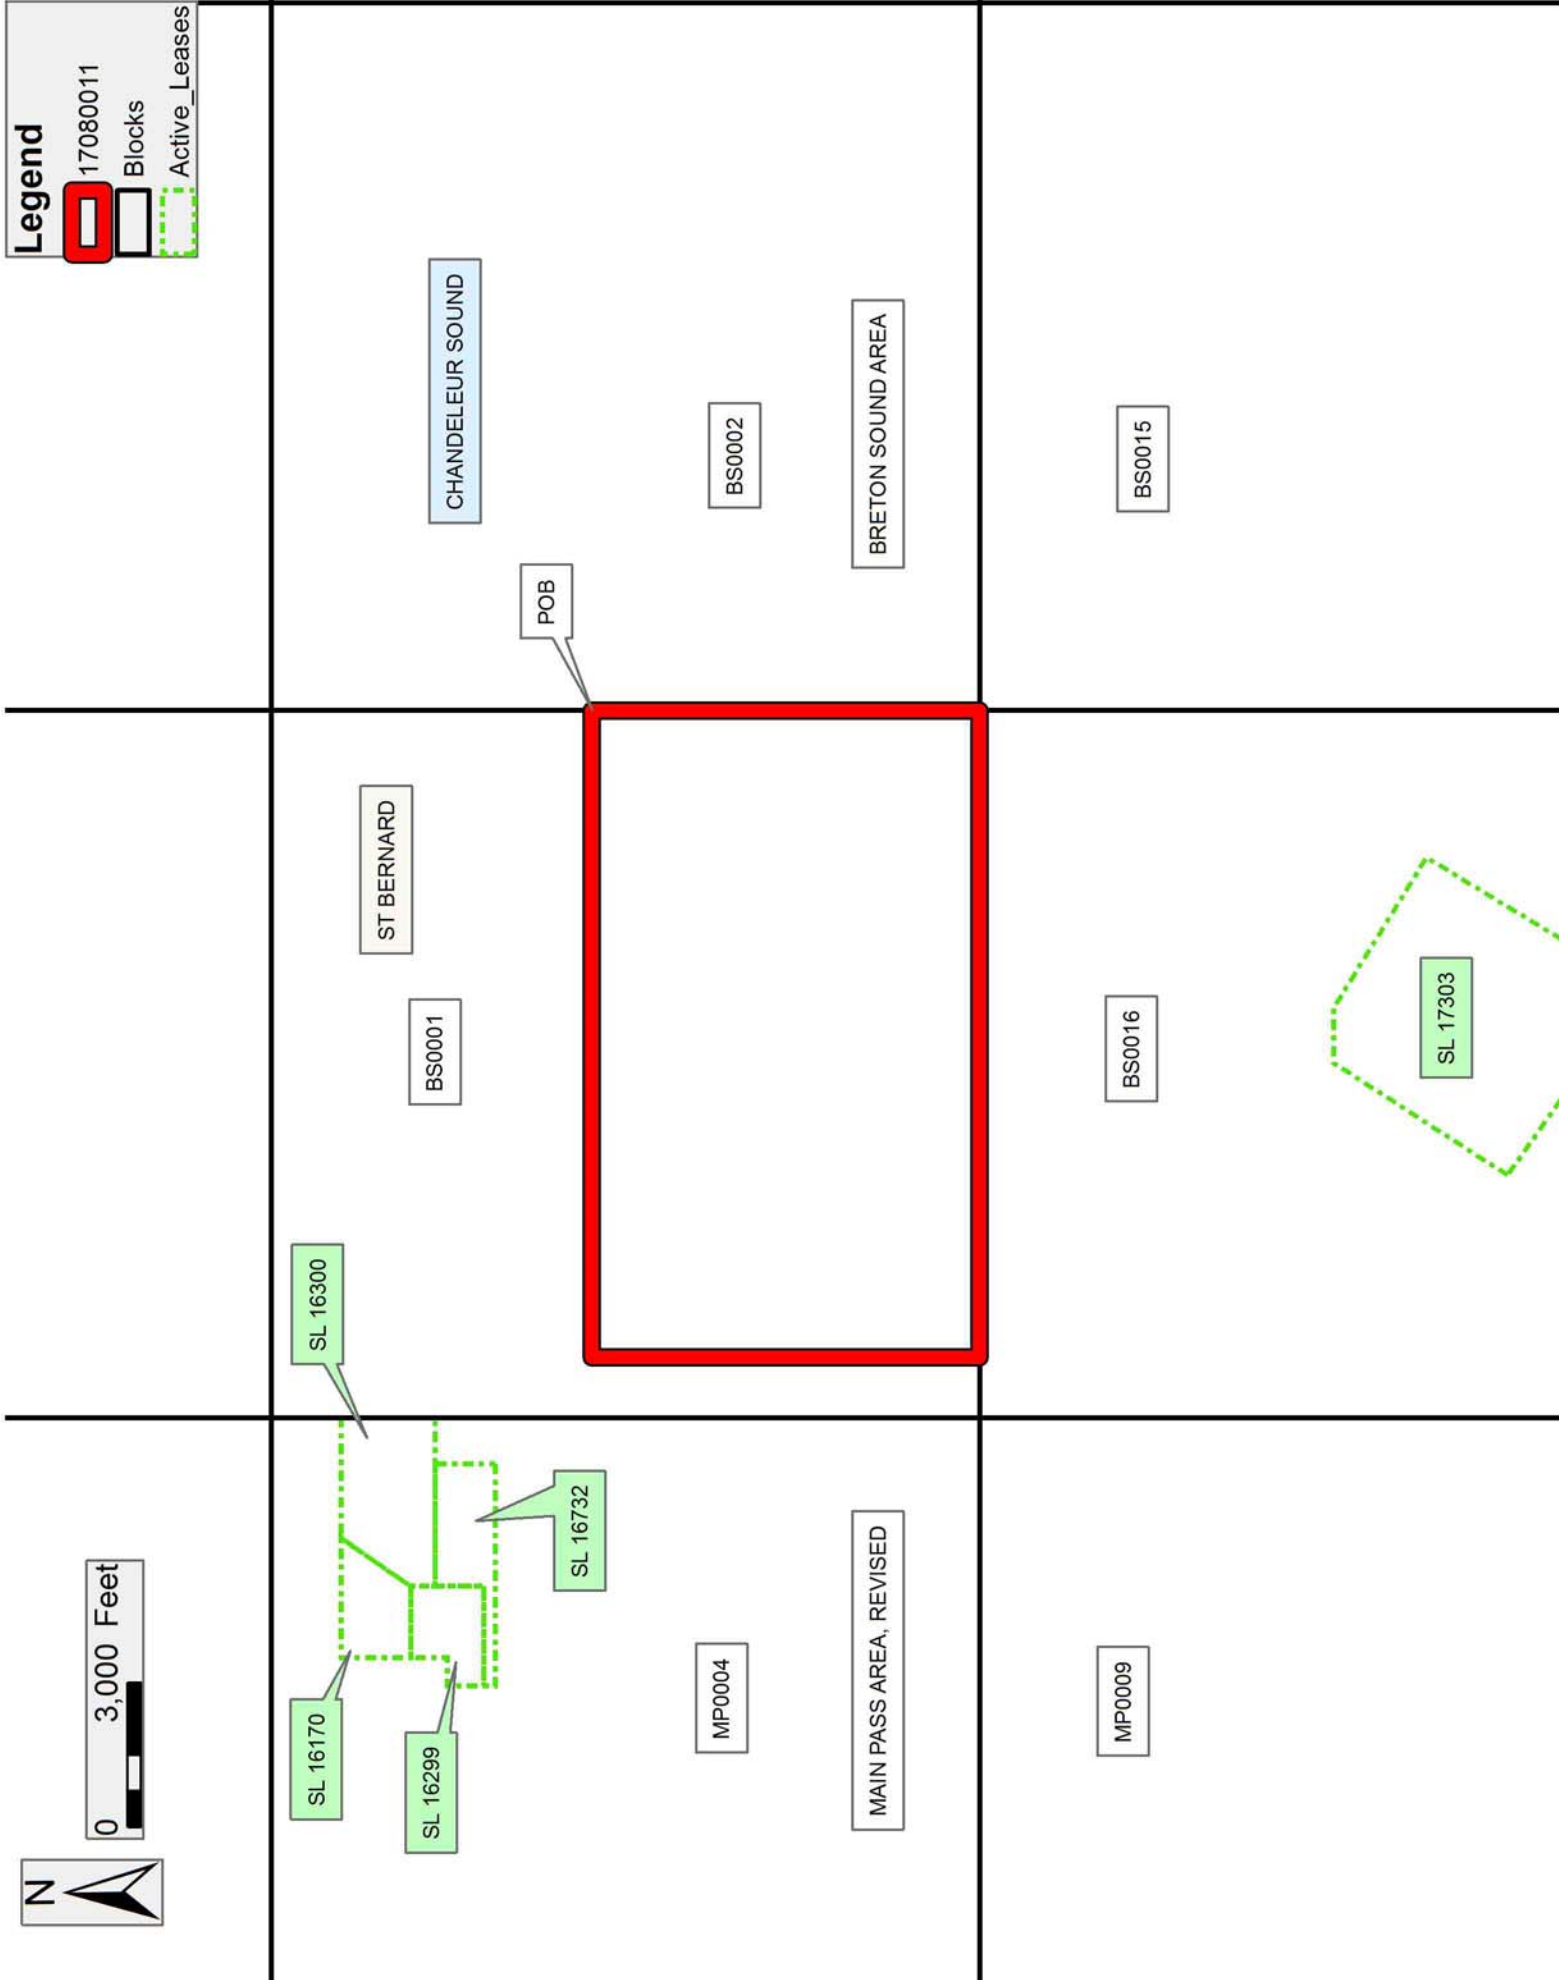 N
0 3,000 Feet
Legend
17080011
Blocks
Active_Leases
SL 16170
SL 16300
ST BERNARD
CHANDELEUR SOUND
SL 16299
BS0001
POB
SL 16732
MP0004
BS0002
MAIN PASS AREA, REVISED
BRETON SOUND AREA
MP0009
BS0016
BS0015
SL 17303